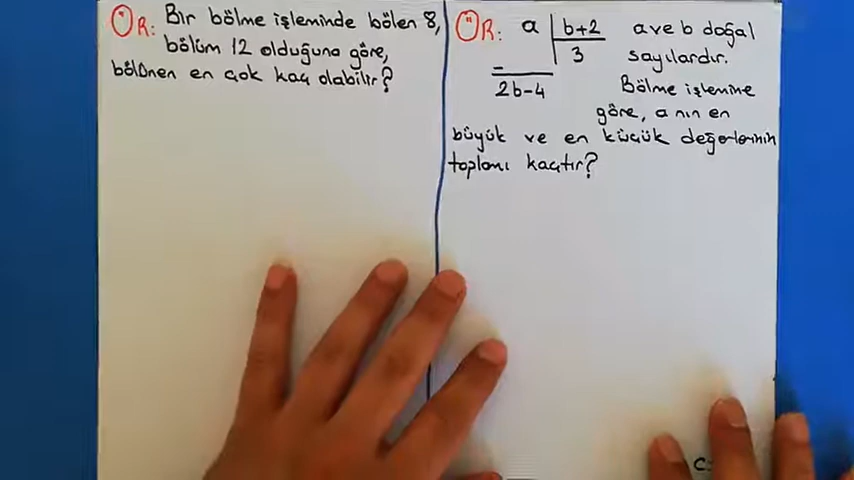 ÖR: Bir bölme işleminde bölen 8,
bölüm 12 olduğuna göre,
bölünen en çok kaç olabilir?
ÖR: a | b+2
3
-
2b-4
a ve b doğal
sayılardır.
Bölme işlemine
göre, a nın en
büyük ve en küçük değerlerinin
toplamı kaçtır?